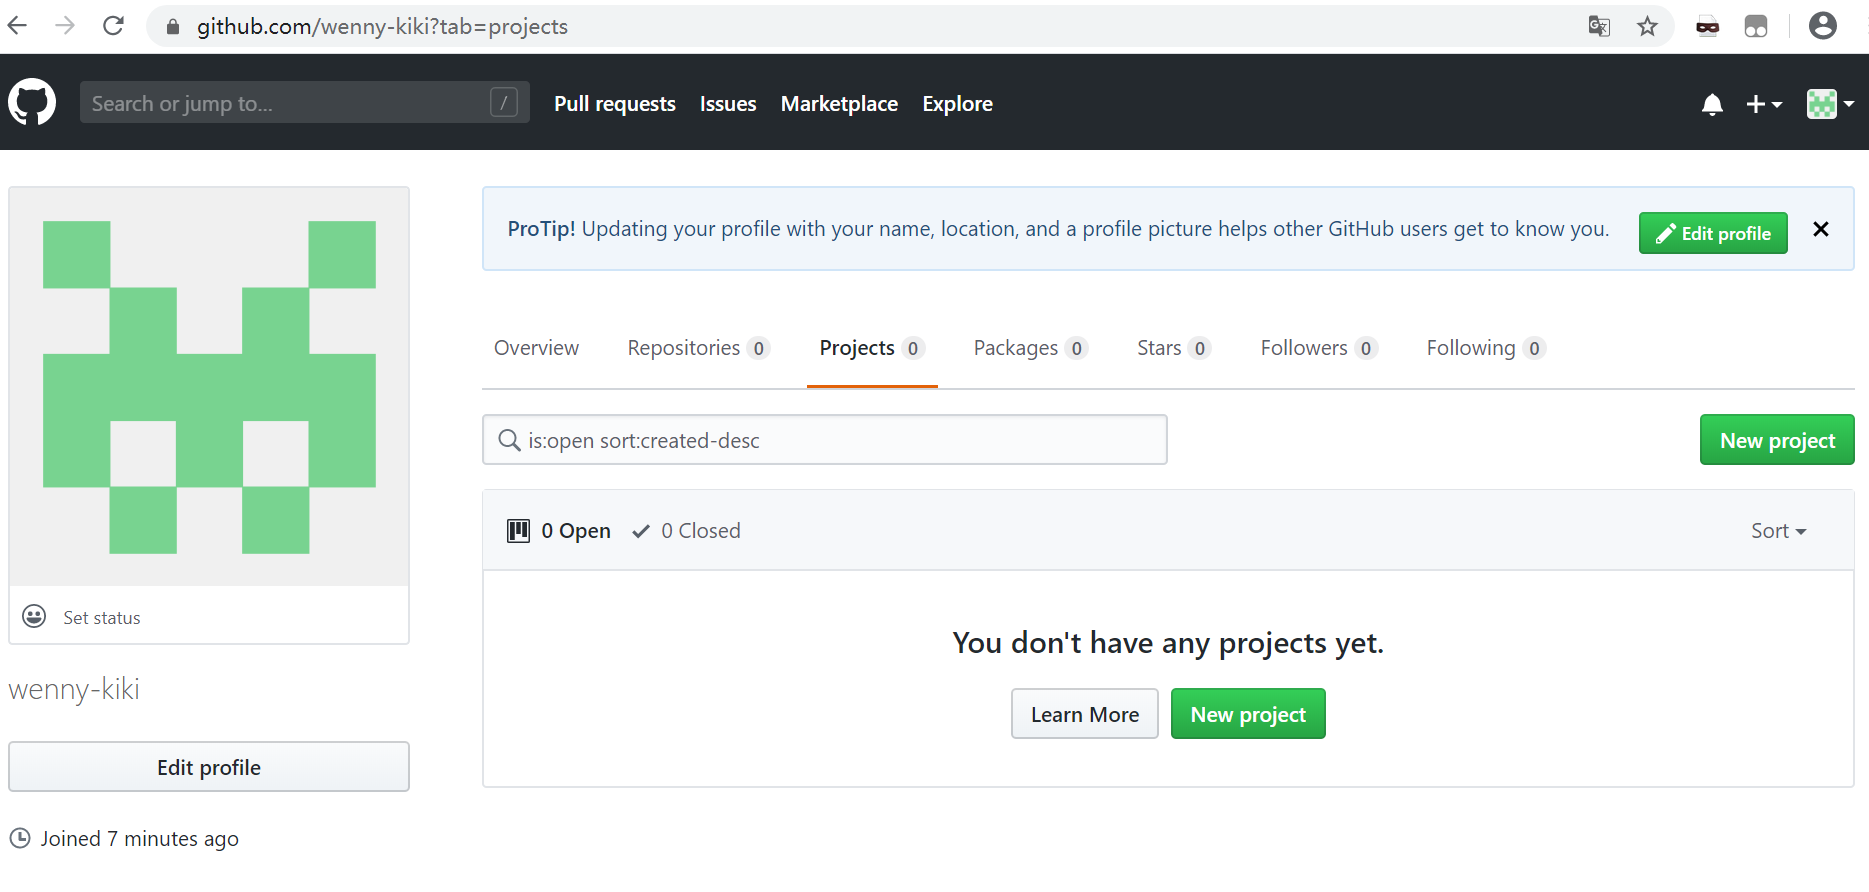 github.com/wenny-kiki?tab=projects
Search or jump to... / Pull requests Issues Marketplace Explore
ProTip! Updating your profile with your name, location, and a profile picture helps other GitHub users get to know you. Edit profile
Overview Repositories 0 Projects 0 Packages 0 Stars 0 Followers 0 Following 0
is:open sort:created-desc New project
0 Open 0 Closed Sort
You don't have any projects yet.
Learn More New project
Set status
wenny-kiki
Edit profile
Joined 7 minutes ago